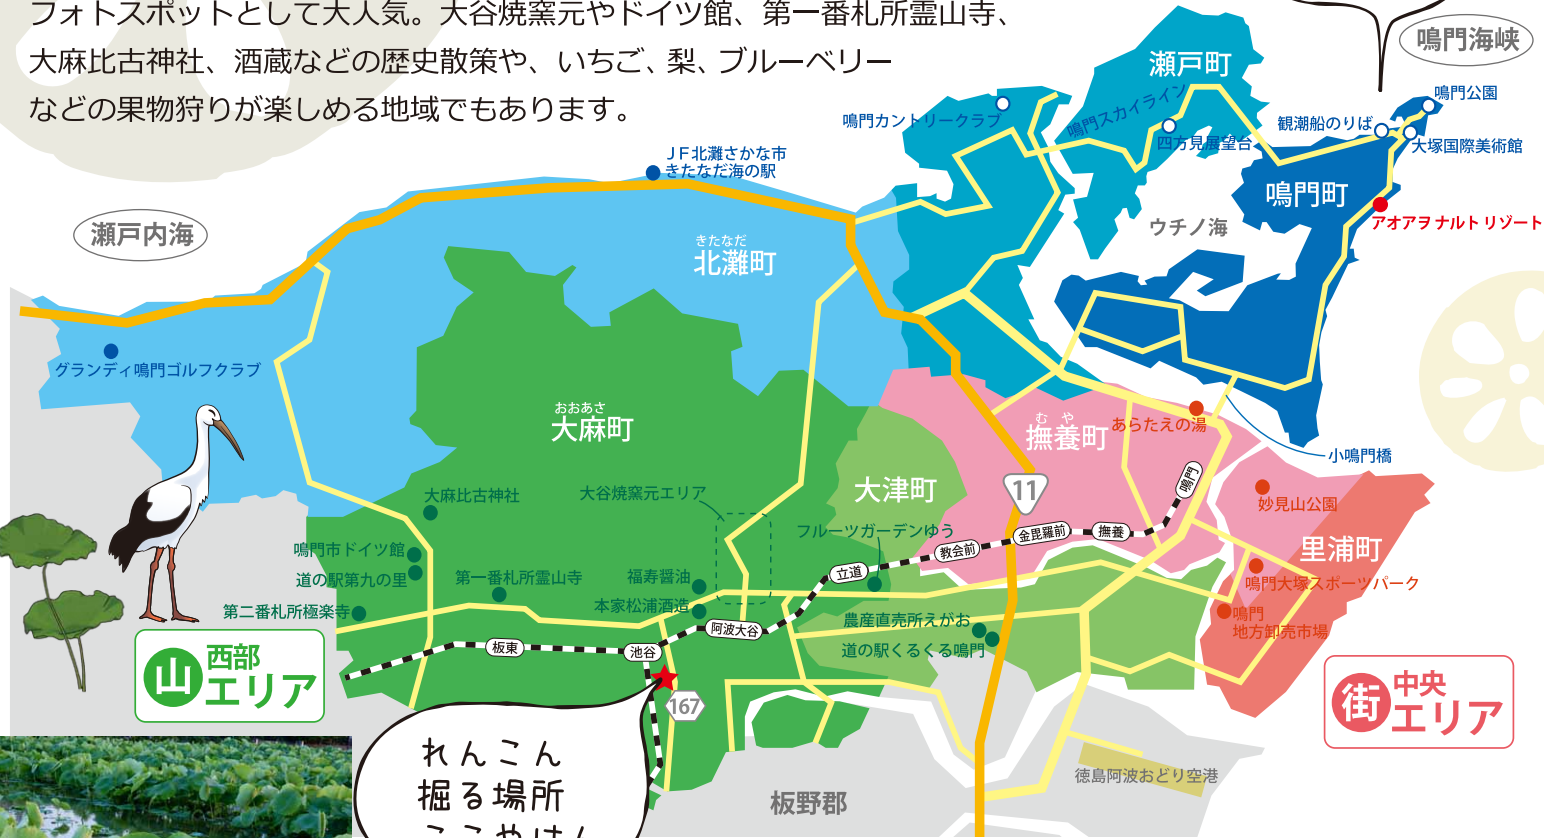 フォトスポットとして大人気。大谷焼窯元やドイツ館、第一番札所霊山寺、
大麻比古神社、酒蔵などの歴史散策や、いちご、梨、ブルーベリー
などの果物狩りが楽しめる地域でもあります。
鳴門海峡
瀬戸町
鳴門公園
鳴門カントリークラブ
鳴門スカイライン
四方見展望台
観潮船のりば
大塚国際美術館
JF北灘さかな市
きたなだ海の駅
鳴門町
アオアヲ ナルト リゾート
ウチノ海
瀬戸内海
きたなだ
北灘町
グランディ鳴門ゴルフクラブ
おおあさ
大麻町
むや
撫養町
あらたえの湯
小鳴門橋
大麻比古神社
大谷焼窯元エリア
大津町
11
鳴門
妙見山公園
フルーツガーデンゆう
教会前
金毘羅前
撫養
里浦町
鳴門市ドイツ館
道の駅第九の里
第一番札所霊山寺
福寿醤油
立道
鳴門大塚スポーツパーク
第二番札所極楽寺
本家松浦酒造
阿波大谷
農産直売所えがお
道の駅くるくる鳴門
鳴門
地方卸売市場
板東
池谷
山
西部
エリア
167
街
中央
エリア
れんこん
掘る場所
ここやけん
徳島阿波おどり空港
板野郡